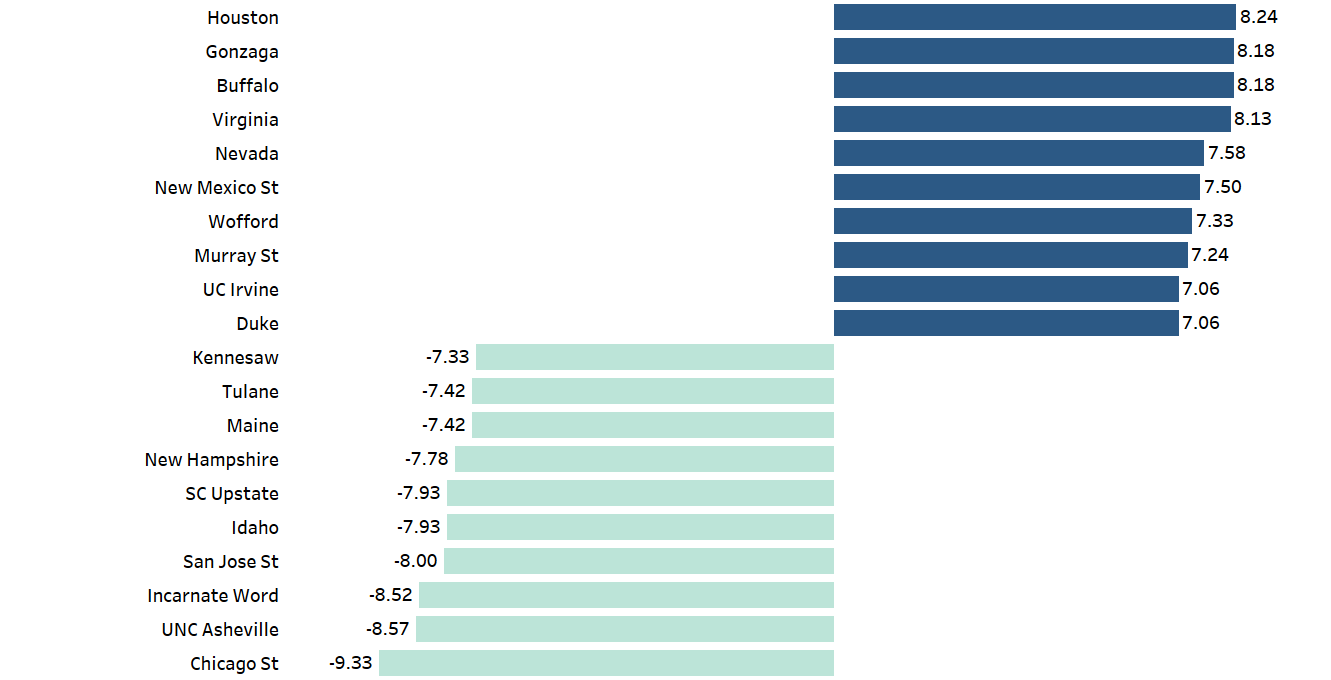 Houston 8.24
Gonzaga 8.18
Buffalo 8.18
Virginia 8.13
Nevada 7.58
New Mexico St 7.50
Wofford 7.33
Murray St 7.24
UC Irvine 7.06
Duke 7.06
Kennesaw -7.33
Tulane -7.42
Maine -7.42
New Hampshire -7.78
SC Upstate -7.93
Idaho -7.93
San Jose St -8.00
Incarnate Word -8.52
UNC Asheville -8.57
Chicago St -9.33